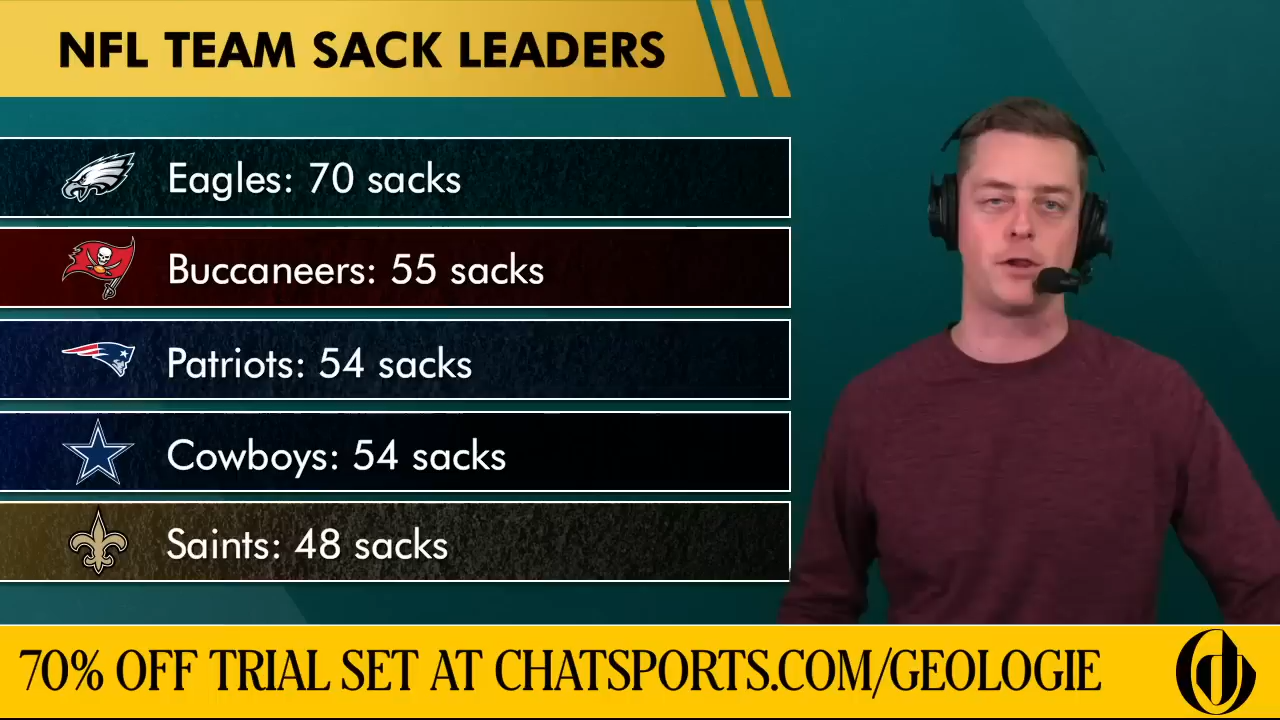 NFL TEAM SACK LEADERS
Eagles: 70 sacks
Buccaneers: 55 sacks
Patriots: 54 sacks
Cowboys: 54 sacks
Saints: 48 sacks
70% OFF TRIAL SET AT CHATSPORTS.COM/GEOLOGIE